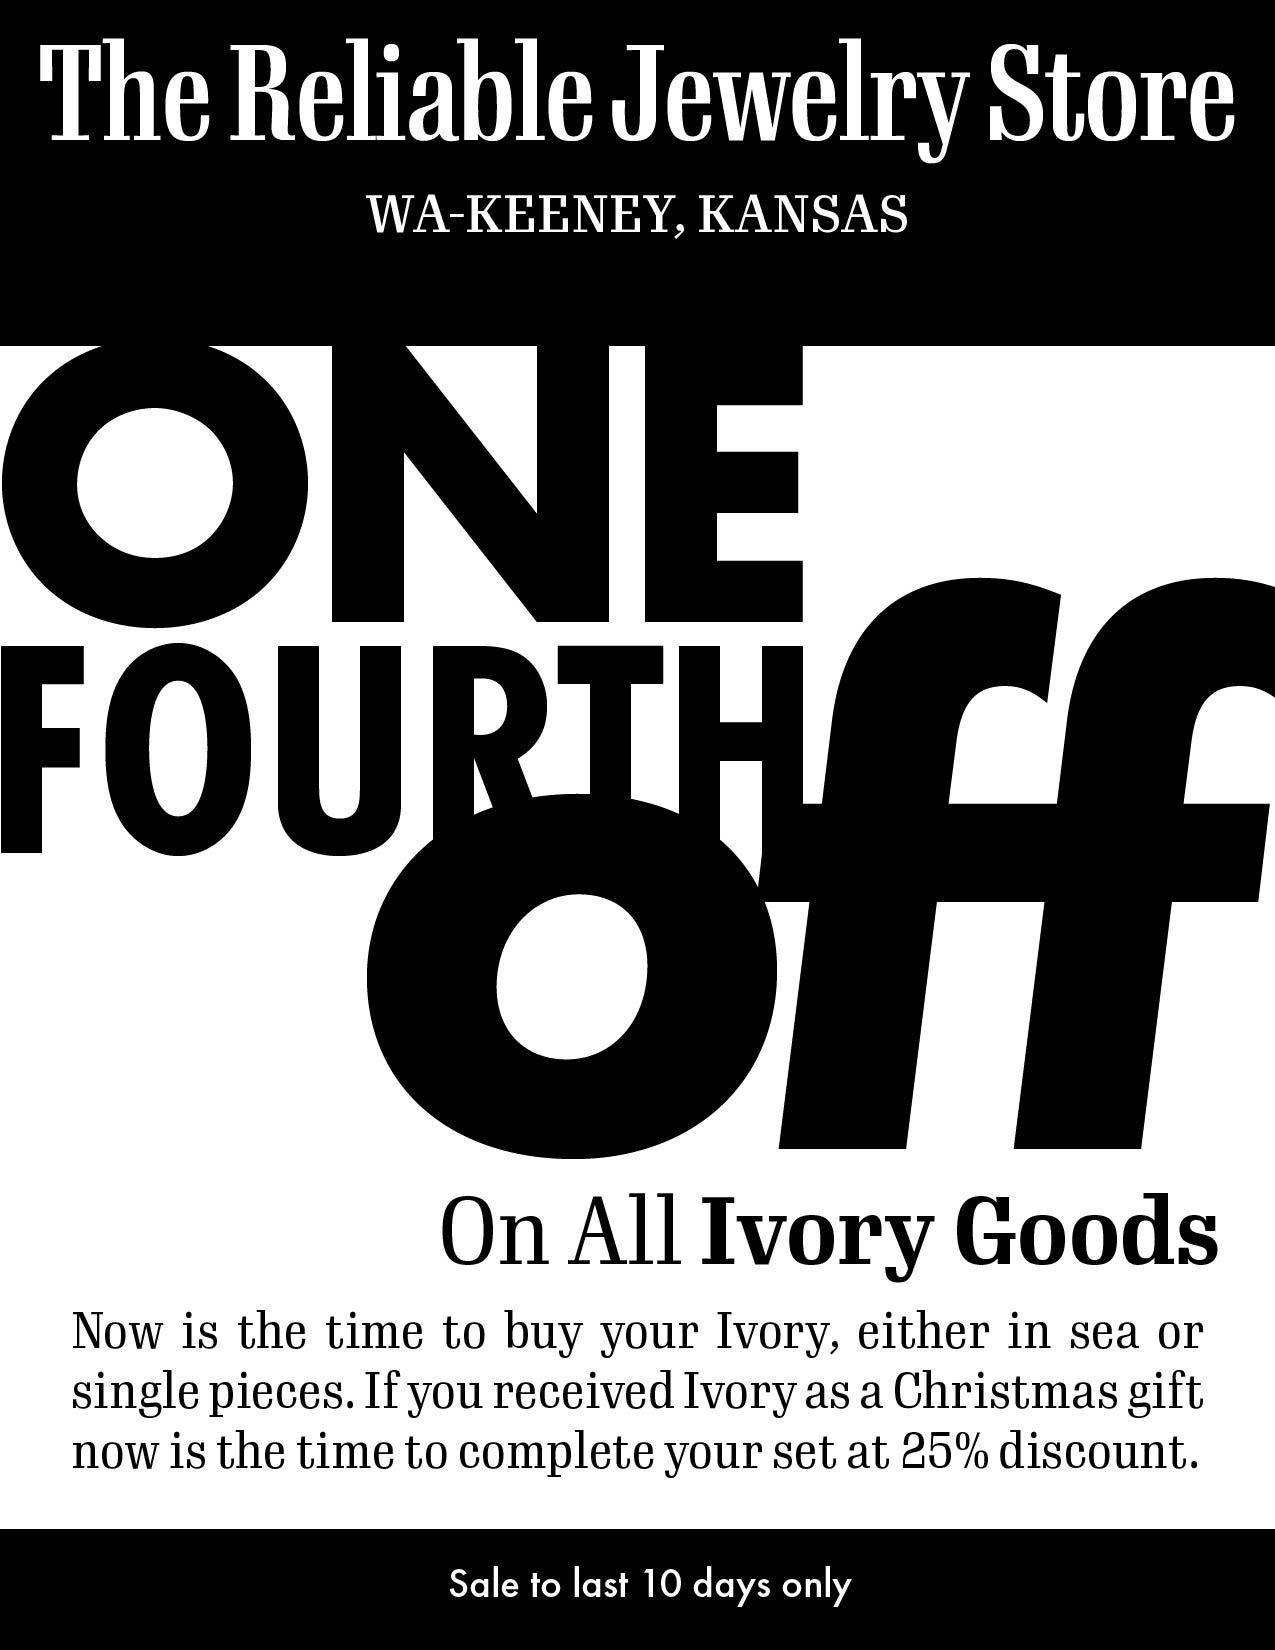 The Reliable Jewelry Store
WA-KEENEY, KANSAS
ONE
FOURTH
off
On All Ivory Goods
Now is the time to buy your Ivory, either in sea or
single pieces. If you received Ivory as a Christmas gift
now is the time to complete your set at 25% discount.
Sale to last 10 days only